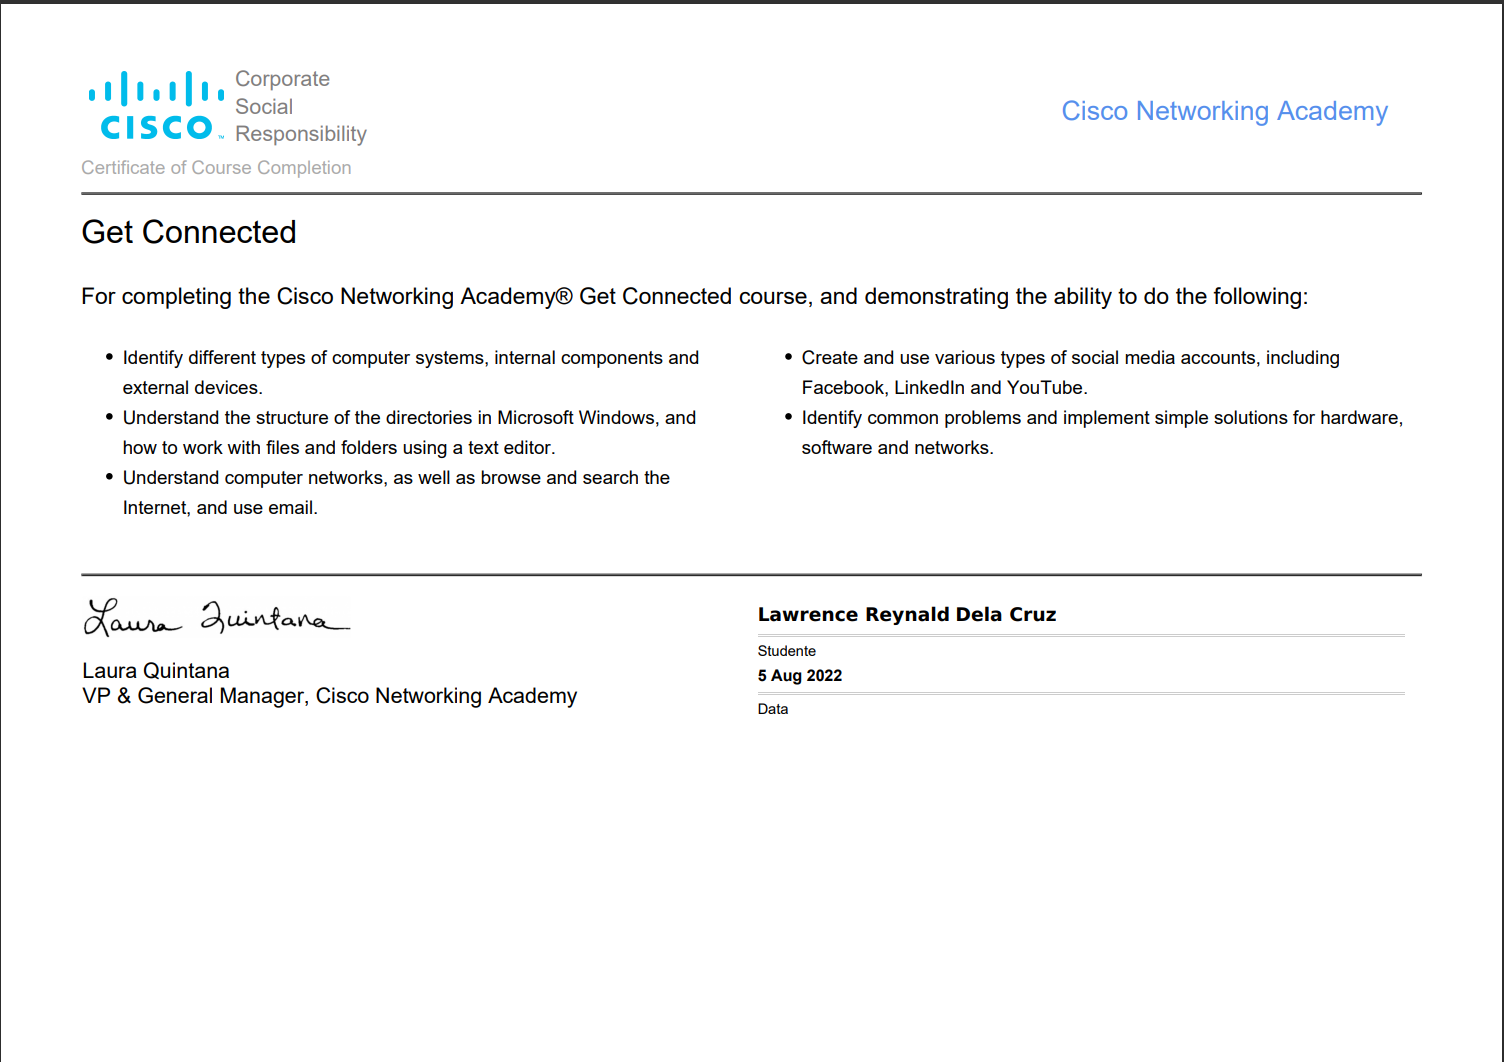 Corporate
Social
CISCO™ Responsibility
Cisco Networking Academy
Certificate of Course Completion
Get Connected
For completing the Cisco Networking Academy® Get Connected course, and demonstrating the ability to do the following:
• Identify different types of computer systems, internal components and
external devices.
• Understand the structure of the directories in Microsoft Windows, and
how to work with files and folders using a text editor.
• Understand computer networks, as well as browse and search the
Internet, and use email.
• Create and use various types of social media accounts, including
Facebook, LinkedIn and YouTube.
• Identify common problems and implement simple solutions for hardware,
software and networks.
Laura Quintana
Laura Quintana
VP & General Manager, Cisco Networking Academy
Lawrence Reynald Dela Cruz
Studente
5 Aug 2022
Data